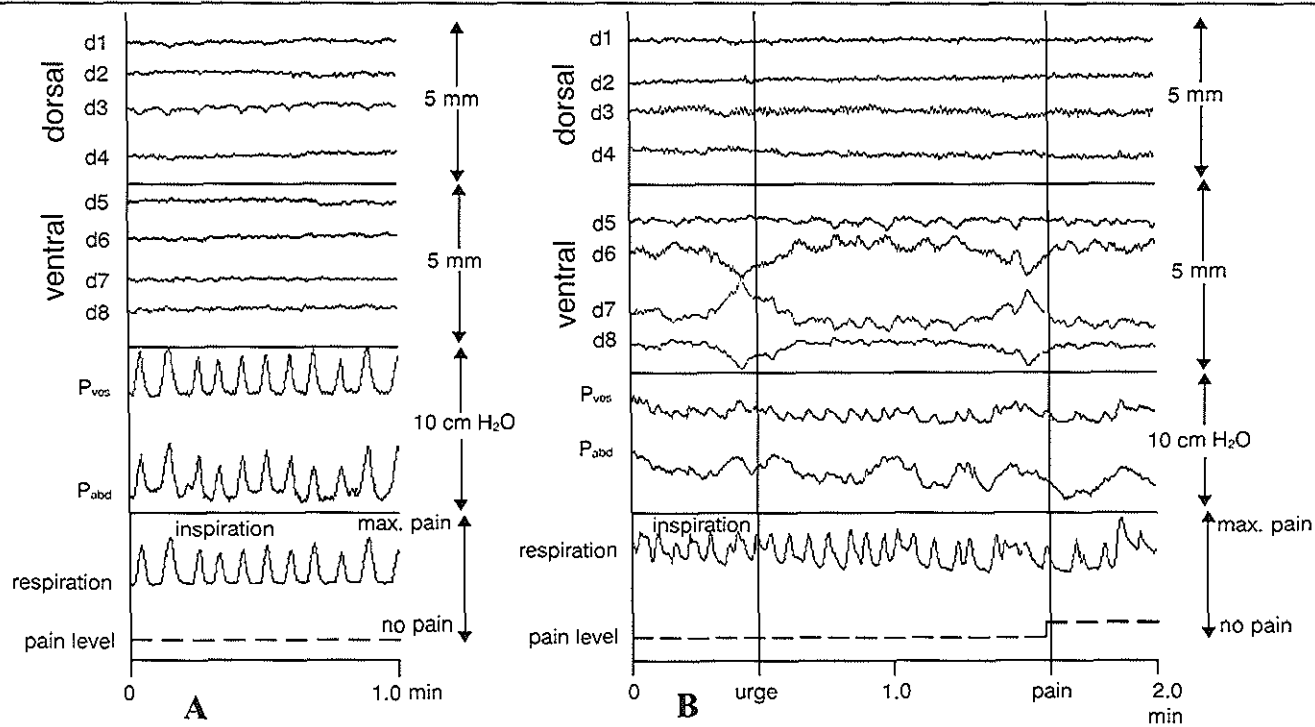 dorsal
d1
d2
d3
d4
5 mm
ventral
d5
d6
d7
d8
5 mm
Pves
Pabd
10 cm H₂O
inspiration
max. pain
respiration
no pain
pain level
0
1.0 min
A
dorsal
d1
d2
d3
d4
5 mm
ventral
d5
d6
d7
d8
5 mm
Pves
Pabd
10 cm H₂O
inspiration
max. pain
respiration
no pain
pain level
0
urge
1.0
pain
2.0
min
B